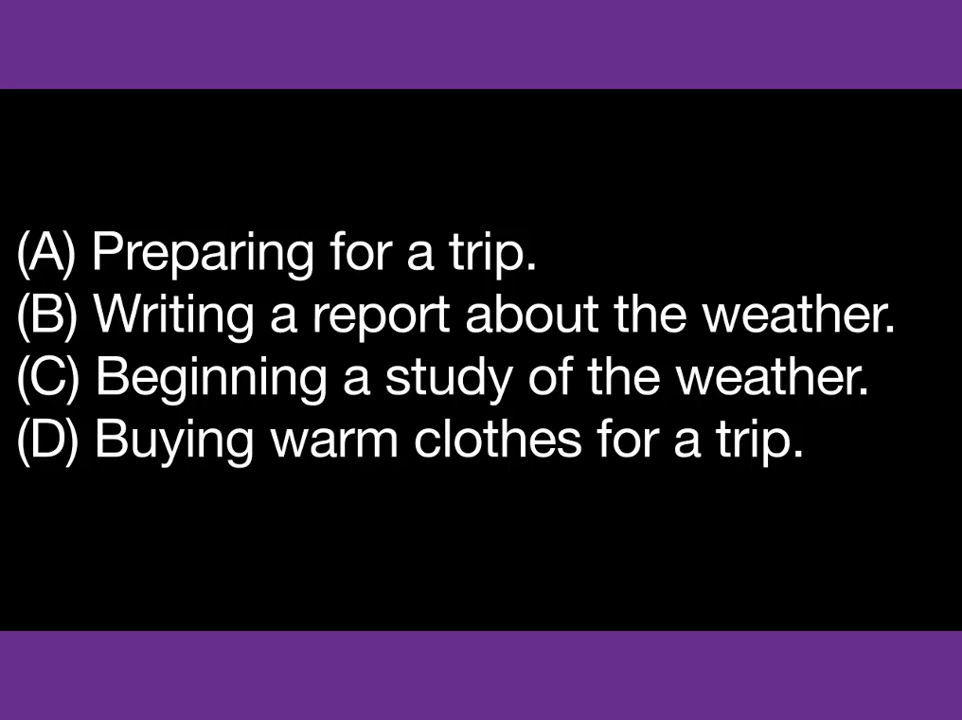 (A) Preparing for a trip.
(B) Writing a report about the weather.
(C) Beginning a study of the weather.
(D) Buying warm clothes for a trip.